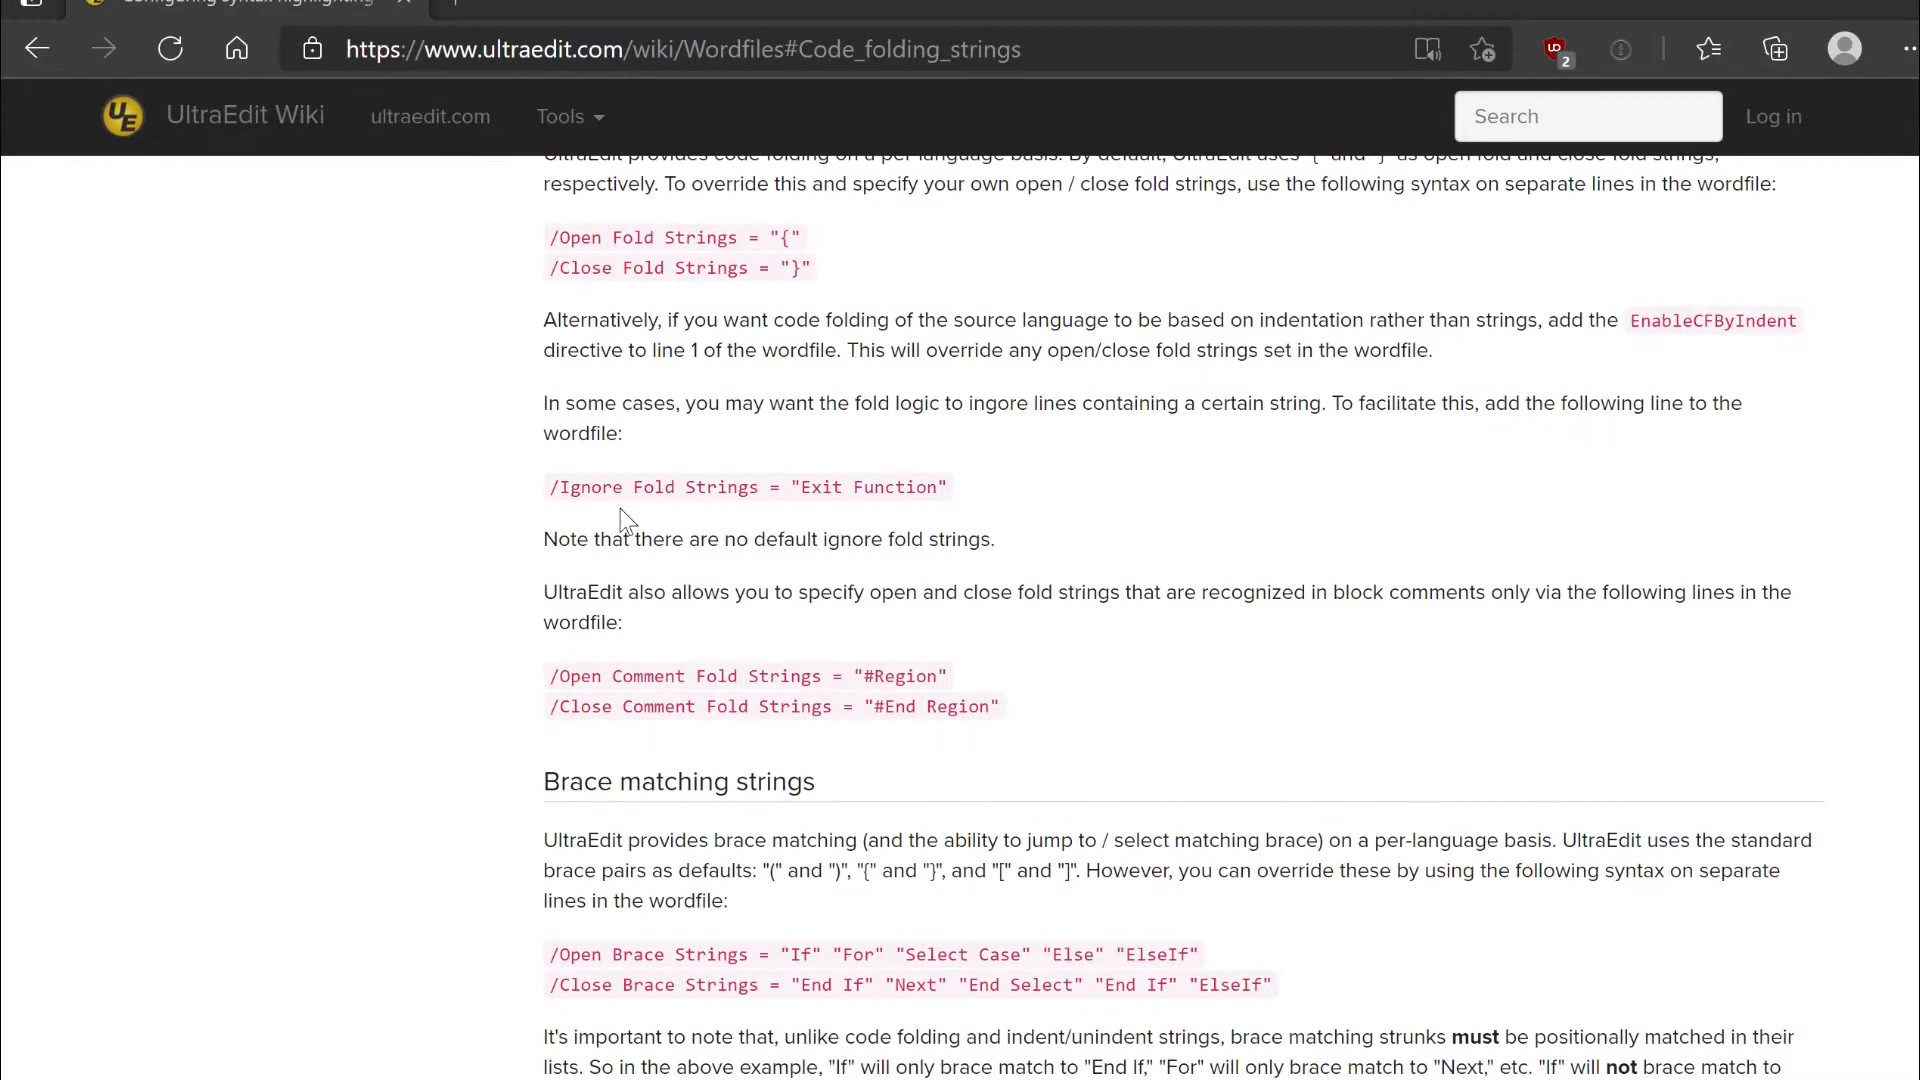 Configuring syntax highlighting
https://www.ultraedit.com/wiki/Wordfiles#Code_folding_strings
2
UE
UltraEdit Wiki
ultraedit.com
Tools
Search
Log in
UltraEdit provides code folding on a per-language basis. By default, UltraEdit uses "{" and "}" as open fold and close fold strings,
respectively. To override this and specify your own open / close fold strings, use the following syntax on separate lines in the wordfile:
/Open Fold Strings = "{"
/Close Fold Strings = "}"
Alternatively, if you want code folding of the source language to be based on indentation rather than strings, add the EnableCFByIndent
directive to line 1 of the wordfile. This will override any open/close fold strings set in the wordfile.
In some cases, you may want the fold logic to ingore lines containing a certain string. To facilitate this, add the following line to the
wordfile:
/Ignore Fold Strings = "Exit Function"
Note that there are no default ignore fold strings.
UltraEdit also allows you to specify open and close fold strings that are recognized in block comments only via the following lines in the
wordfile:
/Open Comment Fold Strings = "#Region"
/Close Comment Fold Strings = "#End Region"
Brace matching strings
UltraEdit provides brace matching (and the ability to jump to / select matching brace) on a per-language basis. UltraEdit uses the standard
brace pairs as defaults: "(" and ")", "{" and "}", and "[" and "]". However, you can override these by using the following syntax on separate
lines in the wordfile:
/Open Brace Strings = "If" "For" "Select Case" "Else" "ElseIf"
/Close Brace Strings = "End If" "Next" "End Select" "End If" "ElseIf"
It's important to note that, unlike code folding and indent/unindent strings, brace matching strunks must be positionally matched in their
lists. So in the above example, "If" will only brace match to "End If," "For" will only brace match to "Next," etc. "If" will not brace match to